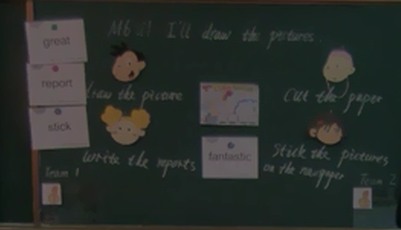 M6 U1 I'll draw the pictures.
great
report
stick
draw the picture
Cut the paper
Write the reports
fantastic
Stick the pictures
on the newspaper
Team 1
Team 2